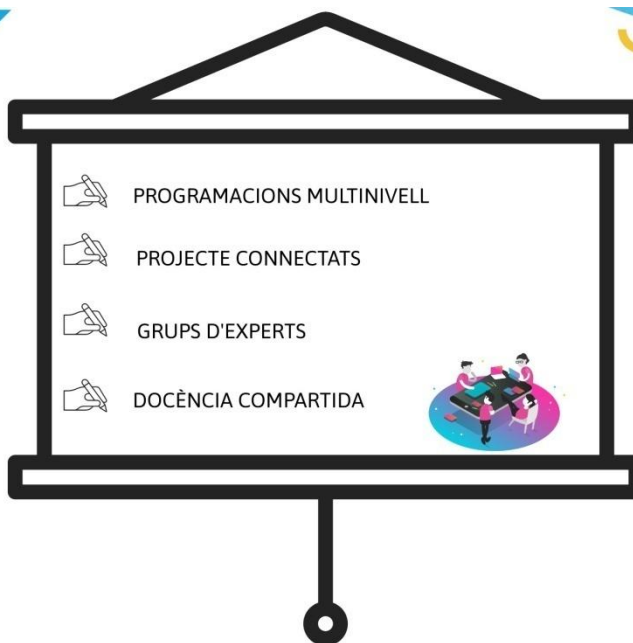 PROGRAMACIONS MULTINIVELL
PROJECTE CONNECTATS
GRUPS D'EXPERTS
DOCÈNCIA COMPARTIDA